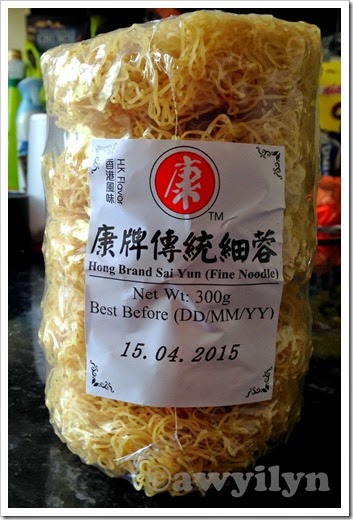 香港風味
H.K Flavor
康
TM
康牌傳統細蓉
Hong Brand Sai Yun (Fine Noodle)
Net Wt: 300g
Best Before (DD/MM/YY)
15. 04. 2015
awyilyn